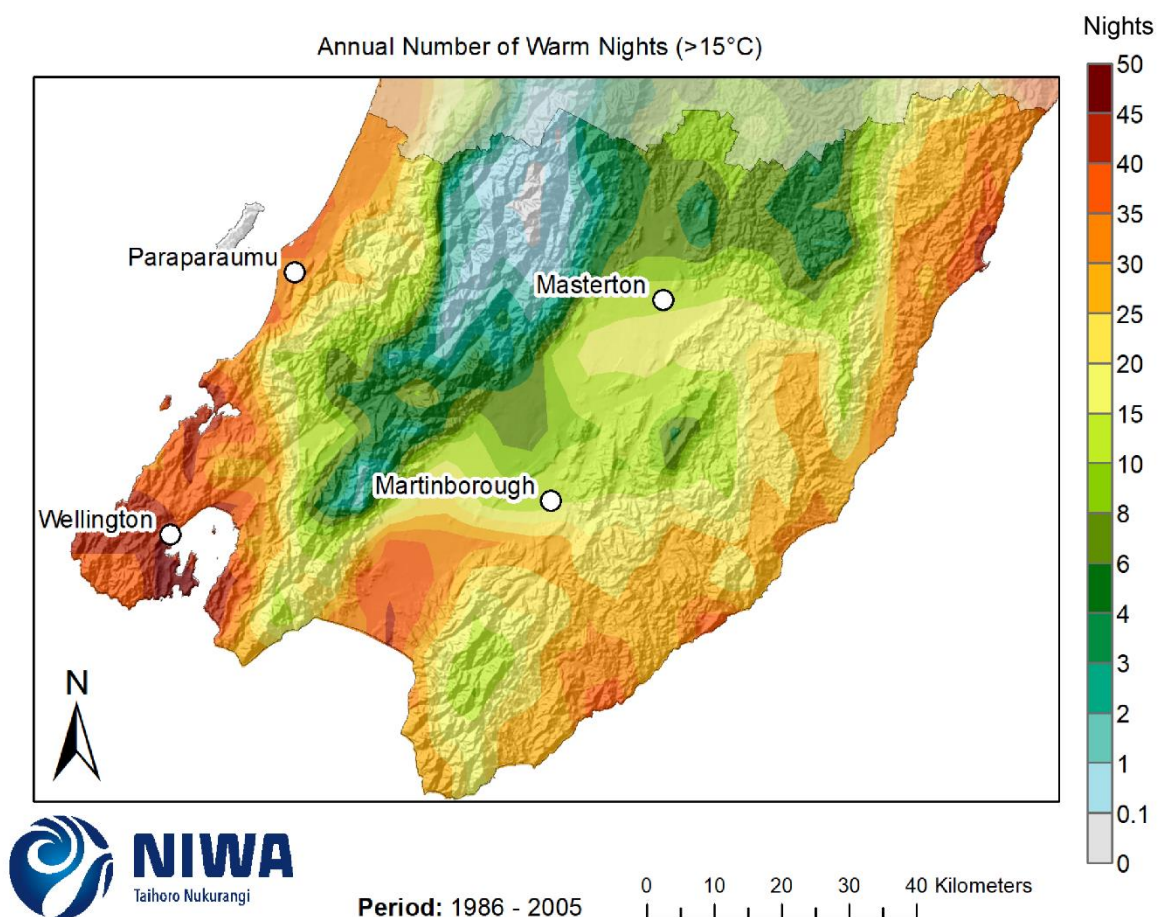 Annual Number of Warm Nights (>15°C)
Nights
50
45
40
35
30
25
20
15
10
8
6
4
3
2
1
0.1
0
Paraparaumu
Masterton
Martinborough
Wellington
N
NIWA
Taihoro Nukurangi
Period: 1986 - 2005
0 10 20 30 40 Kilometers